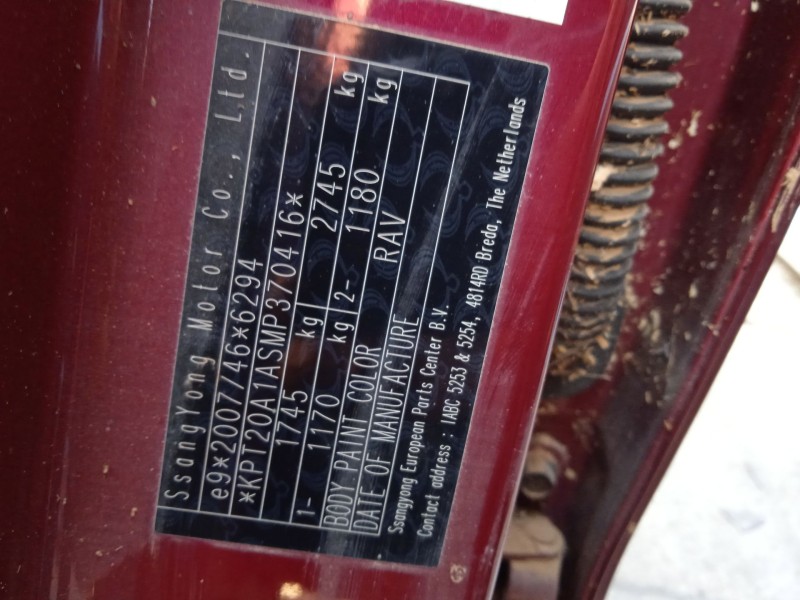 SsangYong Motor Co., Ltd.
e9*2007/46*6294
*KPT20A1ASMP370416*
1745 kg 2745 kg
1- 1170 kg 2- 1180 kg
BODY PAINT COLOR RAV
DATE OF MANUFACTURE
Ssangyong European Parts Center B.V.
Contact address : IABC 5253 & 5254, 4814RD Breda, The Netherlands